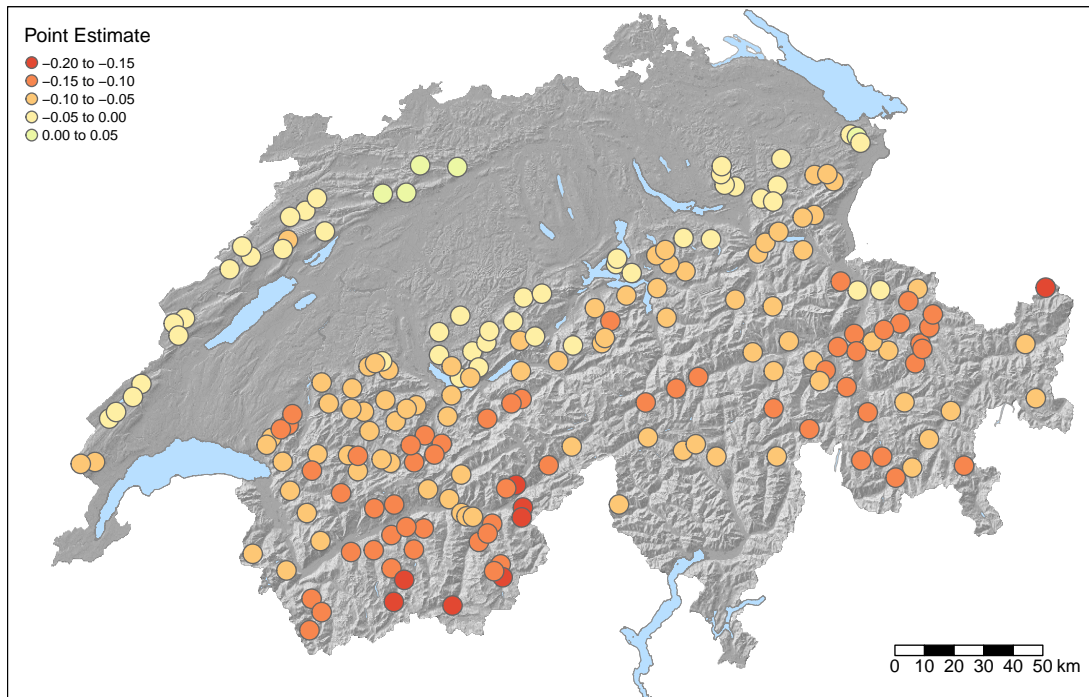 Point Estimate
−0.20 to −0.15
−0.15 to −0.10
−0.10 to −0.05
−0.05 to 0.00
0.00 to 0.05
0 10 20 30 40 50 km